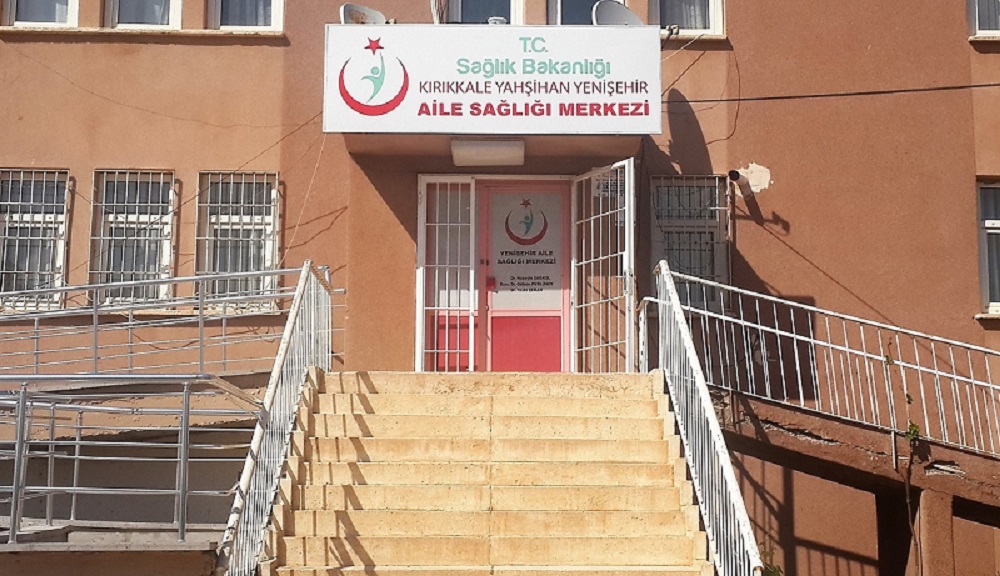 T.C.
Sağlık Bakanlığı
KIRIKKALE YAHŞİHAN YENİŞEHİR
AİLE SAĞLIĞI MERKEZİ
YENİŞEHİR AİLE
SAĞLIĞI MERKEZİ